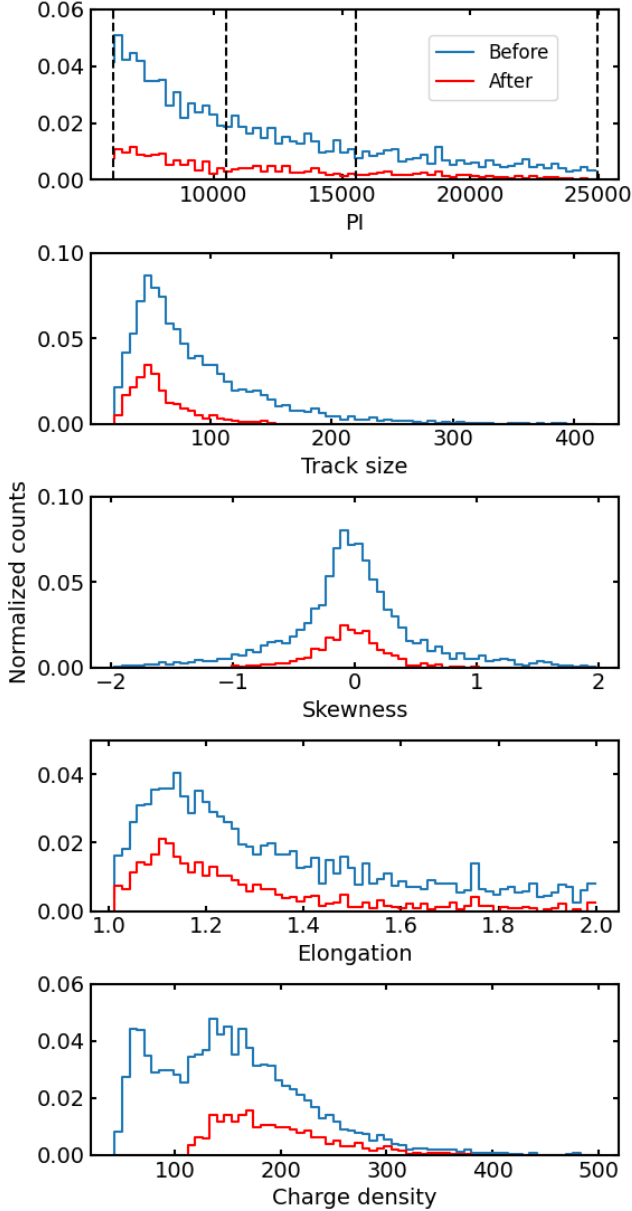 0.06
0.04
0.02
0.00
Before
After
10000 15000 20000 25000
PI
0.10
0.05
0.00
100 200 300 400
Track size
Normalized counts
0.10
0.05
0.00
−2 −1 0 1 2
Skewness
0.04
0.02
0.00
1.0 1.2 1.4 1.6 1.8 2.0
Elongation
0.06
0.04
0.02
0.00
100 200 300 400 500
Charge density